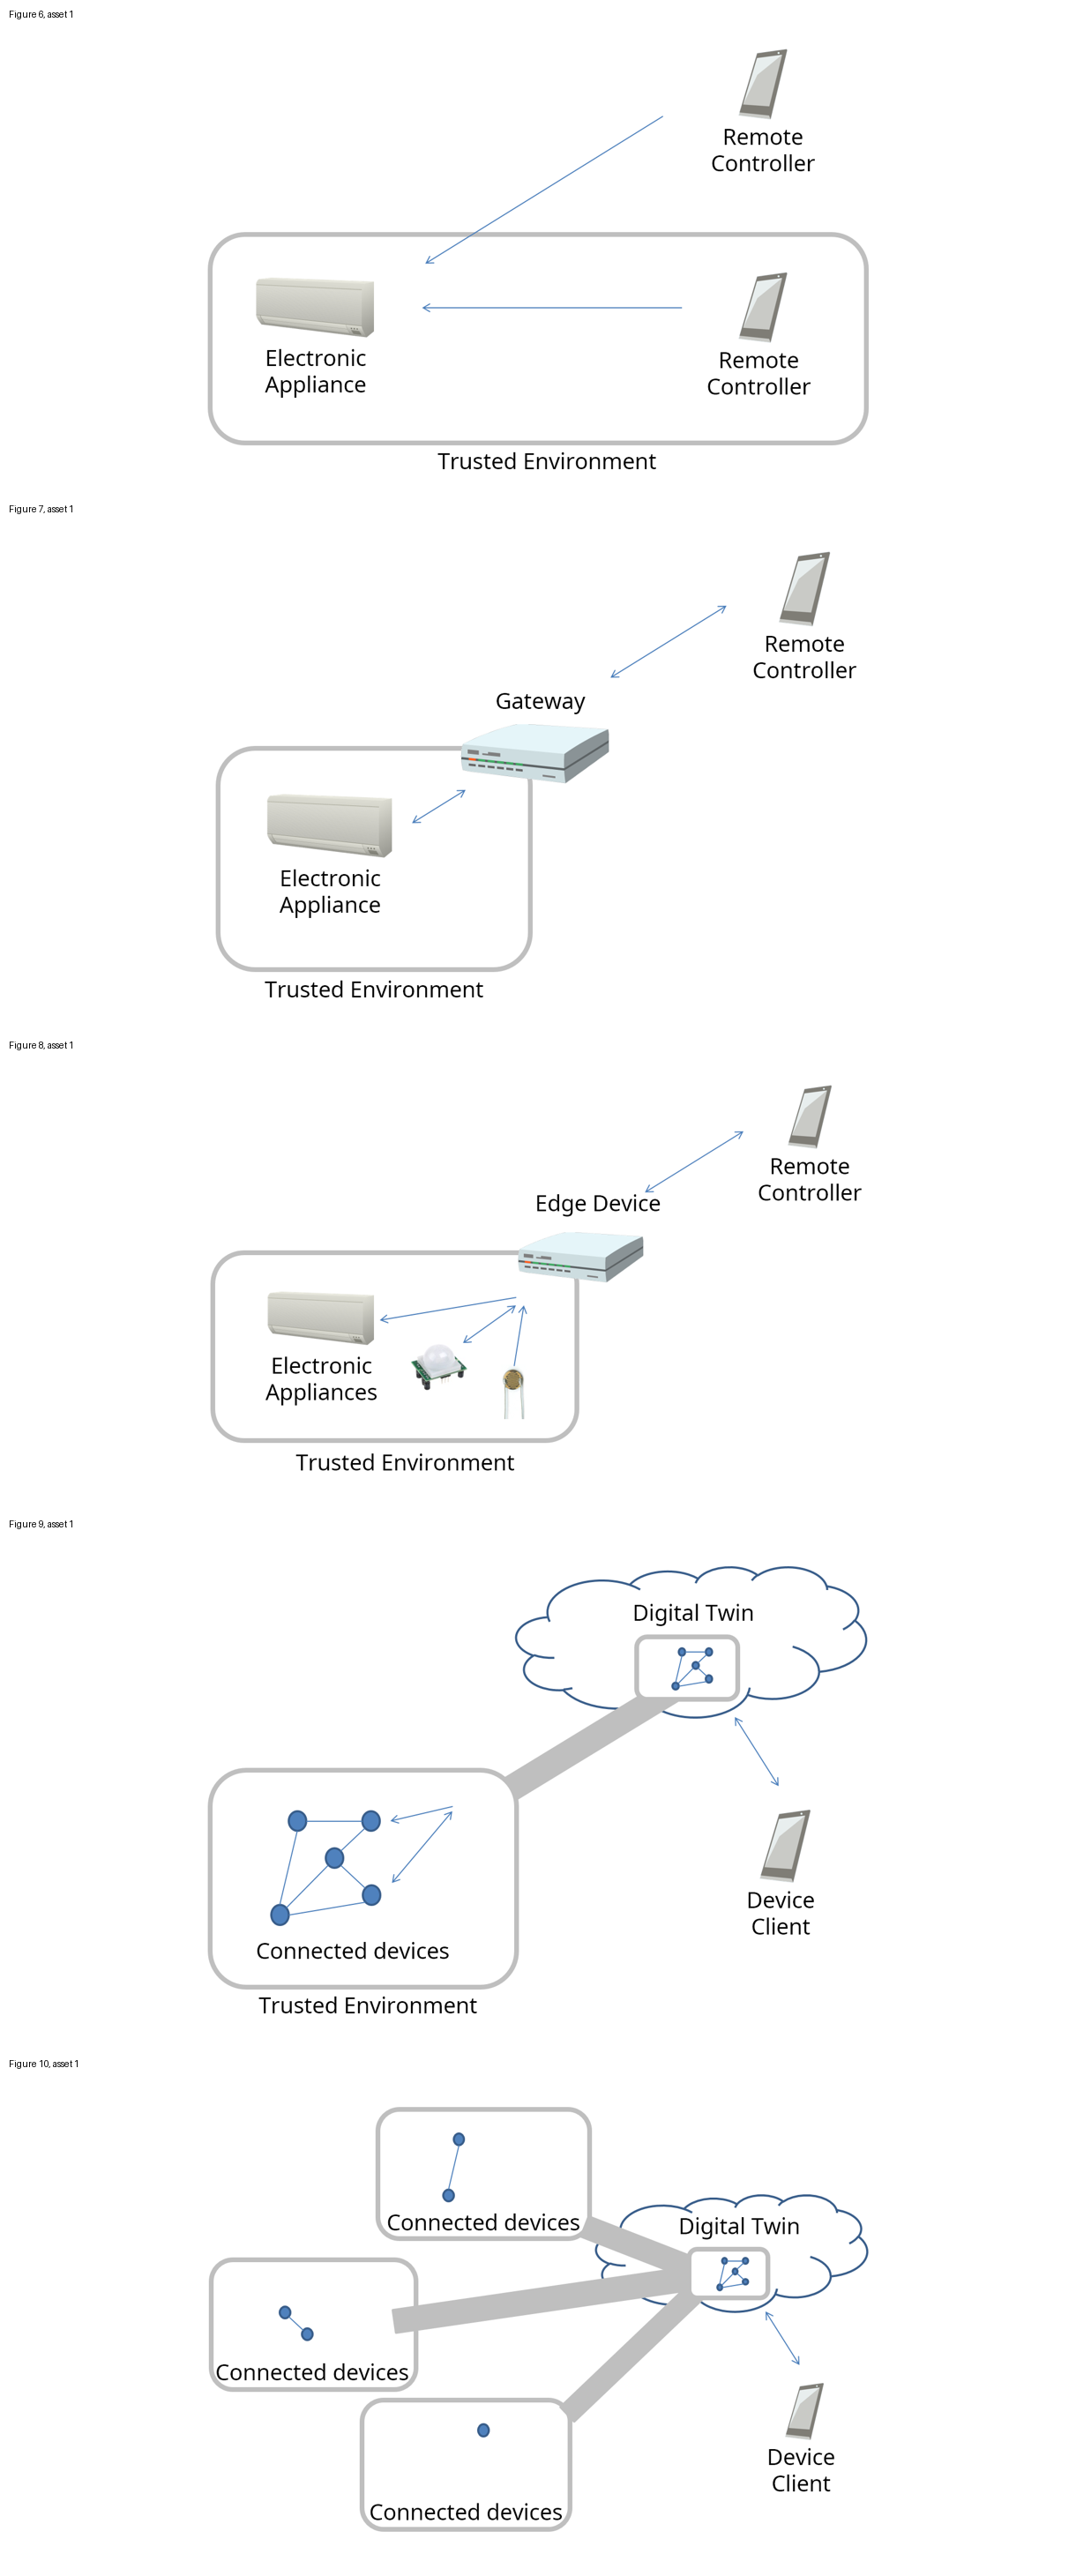 Figure 6, asset 1
Remote
Controller
Electronic
Appliance
Remote
Controller
Trusted Environment
Figure 7, asset 1
Remote
Controller
Gateway
Electronic
Appliance
Trusted Environment
Figure 8, asset 1
Remote
Controller
Edge Device
Electronic
Appliances
Trusted Environment
Figure 9, asset 1
Digital Twin
Device
Client
Connected devices
Trusted Environment
Figure 10, asset 1
Connected devices
Digital Twin
Connected devices
Device
Client
Connected devices